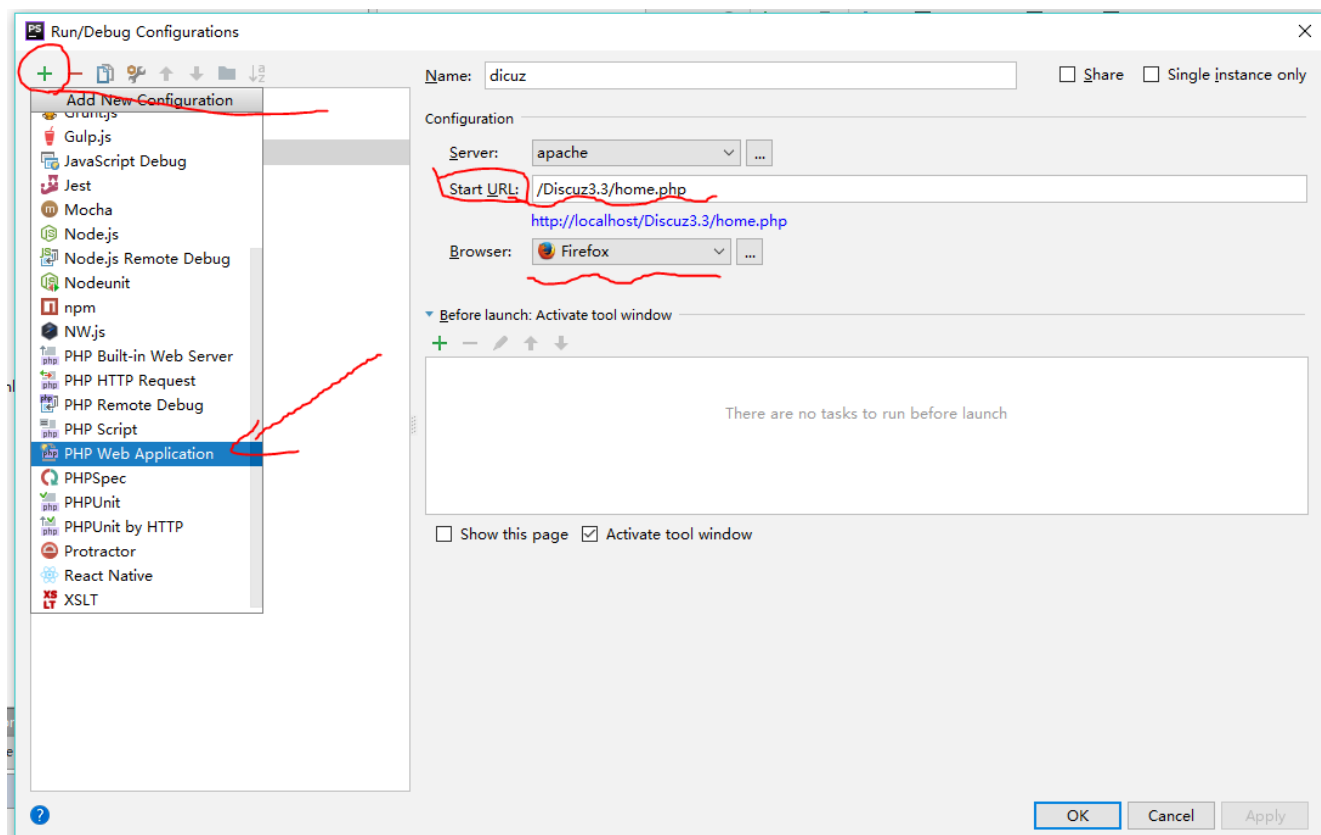 PS Run/Debug Configurations
Add New Configuration
Grunt.js
Gulp.js
JavaScript Debug
Jest
Mocha
Node.js
Node.js Remote Debug
Nodeunit
npm
NW.js
PHP Built-in Web Server
PHP HTTP Request
PHP Remote Debug
PHP Script
PHP Web Application
PHPSpec
PHPUnit
PHPUnit by HTTP
Protractor
React Native
XSLT
Name: dicuz
Share
Single instance only
Configuration
Server: apache ...
Start URL: /Discuz3.3/home.php
http://localhost/Discuz3.3/home.php
Browser: Firefox ...
Before launch: Activate tool window
There are no tasks to run before launch
Show this page
Activate tool window
?
OK
Cancel
Apply